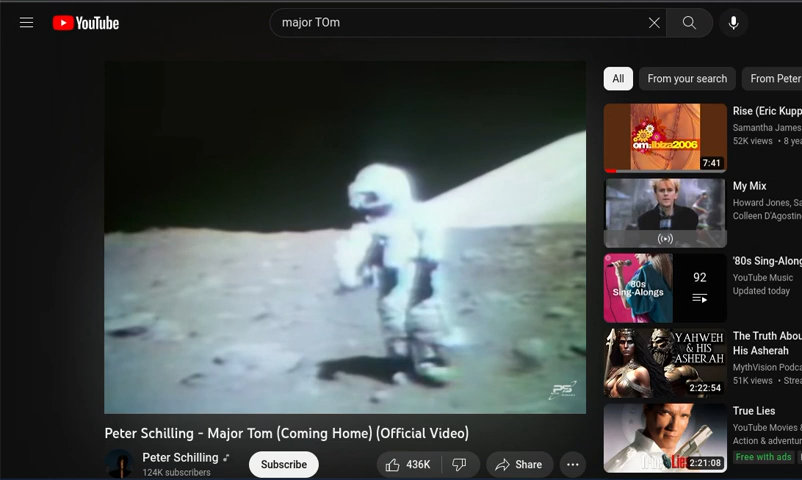 YouTube
major TOm
PS
Peter Schilling - Major Tom (Coming Home) (Official Video)
Peter Schilling
124K subscribers
Subscribe
436K
Share
All
From your search
From Peter
om:ibiza2006
7:41
Rise (Eric Kupp
Samantha James
52K views • 8 yea
My Mix
Howard Jones, Sa
Colleen D'Agostin
'80s
Sing-Alongs
92
'80s Sing-Along
YouTube Music
Updated today
YAHWEH
& HIS
ASHERAH
2:22:54
The Truth Abou
His Asherah
MythVision Podca
51K views • Strea
2:21:08
True Lies
YouTube Movies &
Action & adventur
Free with ads